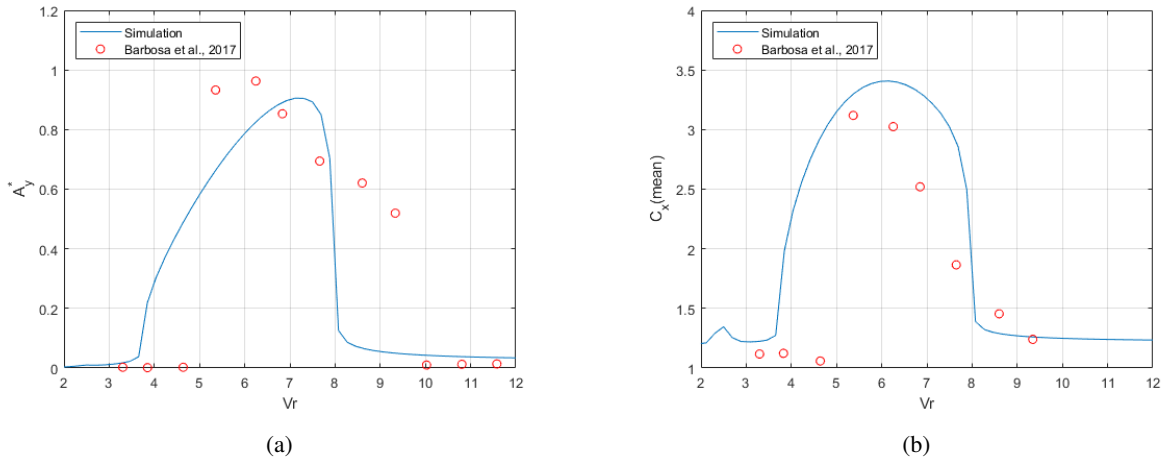 Simulation
Barbosa et al., 2017
1.2
1
0.8
0.6
0.4
0.2
0
A*y
2 3 4 5 6 7 8 9 10 11 12
Vr
(a)
Simulation
Barbosa et al., 2017
4
3.5
3
2.5
2
1.5
1
Cx(mean)
2 3 4 5 6 7 8 9 10 11 12
Vr
(b)